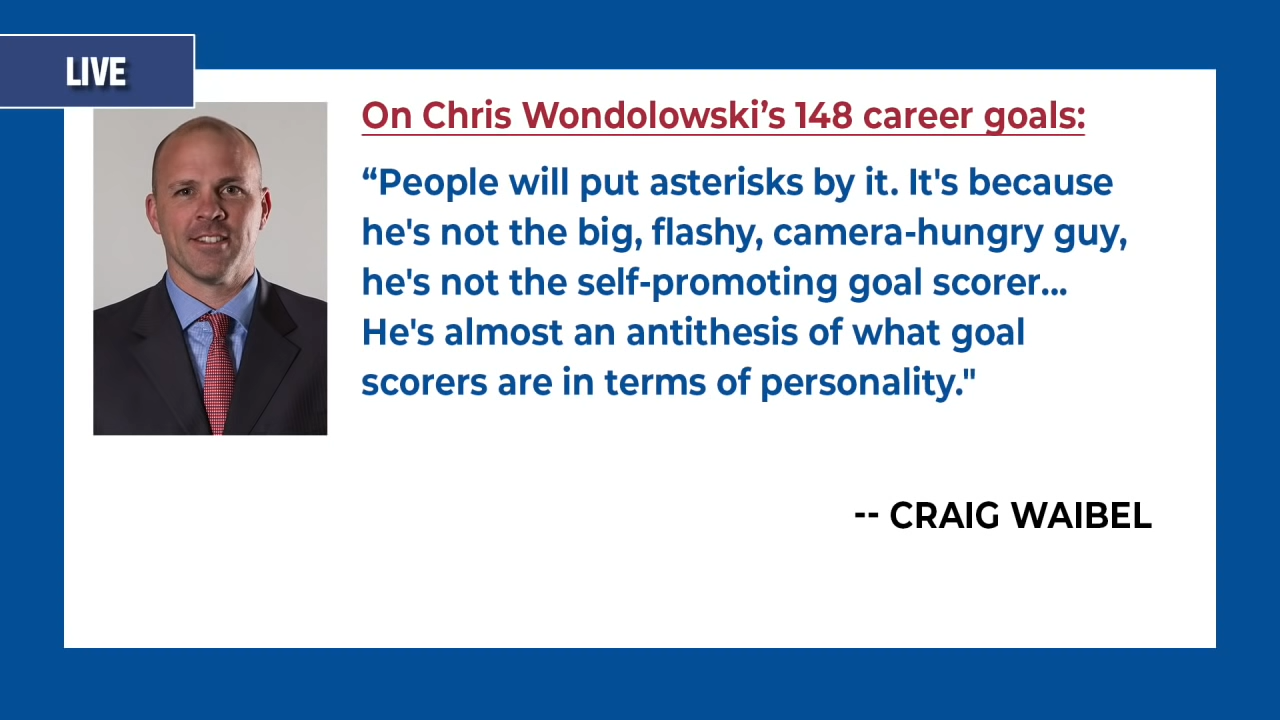 LIVE
On Chris Wondolowski’s 148 career goals:
“People will put asterisks by it. It's because
he's not the big, flashy, camera-hungry guy,
he's not the self-promoting goal scorer...
He's almost an antithesis of what goal
scorers are in terms of personality."
-- CRAIG WAIBEL